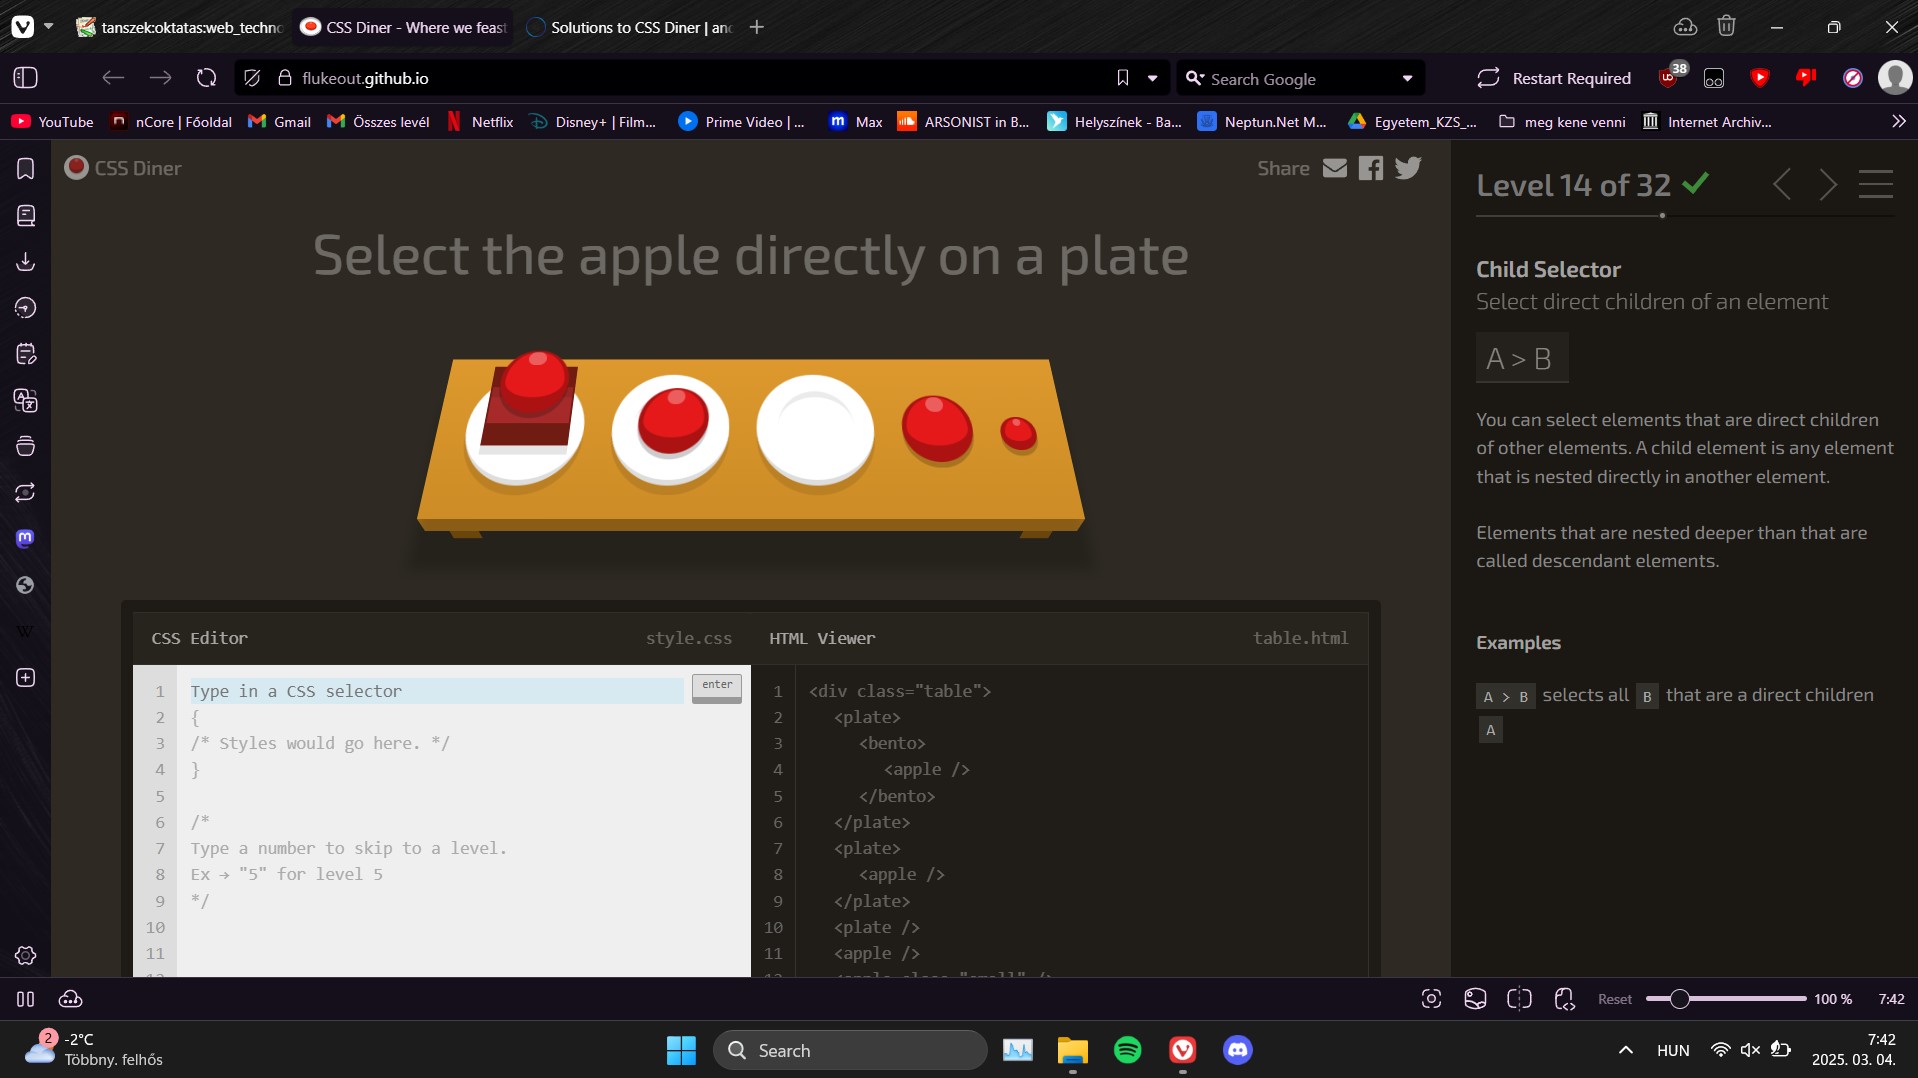 tanszek:oktatas:web_techno
CSS Diner - Where we feast
Solutions to CSS Diner | and
flukeout.github.io
Search Google
Restart Required
38
YouTube
nCore | Főoldal
Gmail
Összes levél
Netflix
Disney+ | Film...
Prime Video | ...
Max
ARSONIST in B...
Helyszínek - Ba...
Neptun.Net M...
Egyetem_KZS_...
meg kene venni
Internet Archiv...
CSS Diner
Share
Select the apple directly on a plate
CSS Editor
style.css
HTML Viewer
table.html
1 Type in a CSS selector
enter
2 {
3 /* Styles would go here. */
4 }
5
6 /*
7 Type a number to skip to a level.
8 Ex → "5" for level 5
9 */
10
11
1 <div class="table">
2 <plate>
3 <bento>
4 <apple />
5 </bento>
6 </plate>
7 <plate>
8 <apple />
9 </plate>
10 <plate />
11 <apple />
12 <apple class="small" />
Level 14 of 32
Child Selector
Select direct children of an element
A > B
You can select elements that are direct children
of other elements. A child element is any element
that is nested directly in another element.
Elements that are nested deeper than that are
called descendant elements.
Examples
A > B selects all B that are a direct children
A
Reset
100 %
7:42
2
-2°C
Többny. felhős
Search
HUN
7:42
2025. 03. 04.